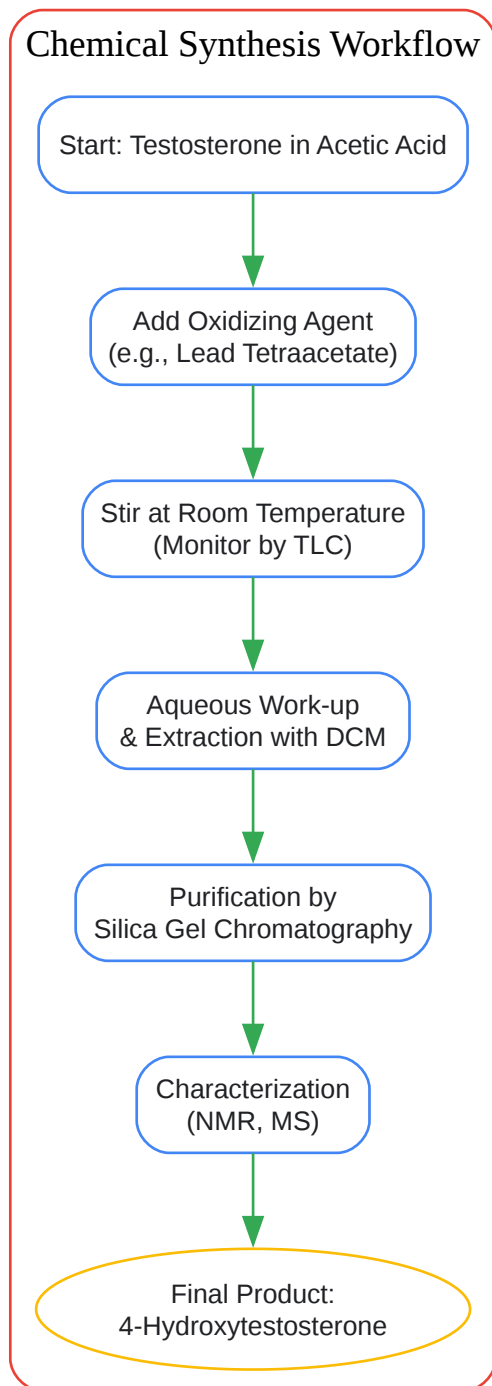 Chemical Synthesis Workflow
Start: Testosterone in Acetic Acid
Add Oxidizing Agent
(e.g., Lead Tetraacetate)
Stir at Room Temperature
(Monitor by TLC)
Aqueous Work-up
& Extraction with DCM
Purification by
Silica Gel Chromatography
Characterization
(NMR, MS)
Final Product:
4-Hydroxytestosterone